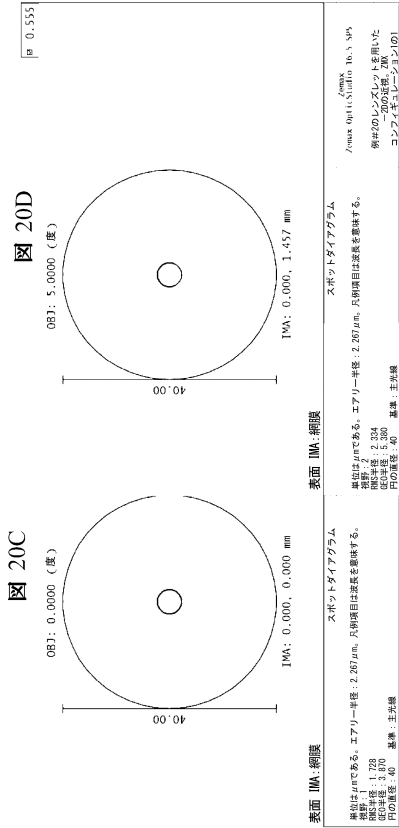 図 20C
OBJ: 0.0000 (度)
40.00
IMA: 0.000, 0.000 mm
表面 IMA:網膜
スポットダイアグラム
単位はμmである。エアリー半径:2.267μm。凡例項目は波長を意味する。
視野:1
RMS半径:1.728
GEO半径:3.870
円の直径:40 基準:主光線
図 20D
0.555
OBJ: 5.0000 (度)
40.00
IMA: 0.000, 1.457 mm
表面 IMA:網膜
スポットダイアグラム
単位はμmである。エアリー半径:2.267μm。凡例項目は波長を意味する。
視野:2
RMS半径:2.334
GEO半径:5.380
円の直径:40 基準:主光線
Zemax
Zemax OpticStudio 16.5 SP5
例#2のレンズレットを用いた
-2Dの近視。ZMX
コンフィギュレーション1の1